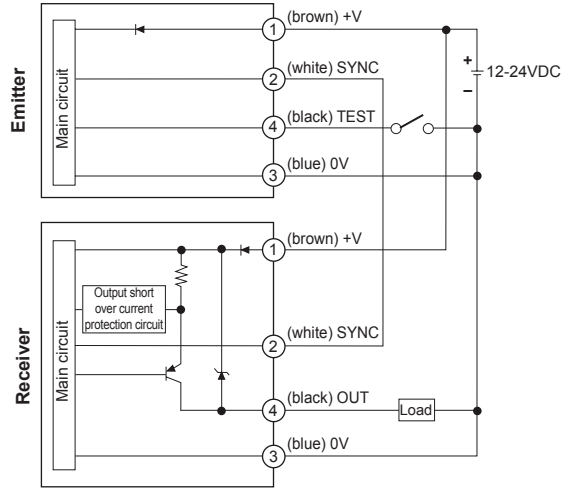 Emitter
Main circuit
1 (brown) +V
2 (white) SYNC
4 (black) TEST
3 (blue) 0V
+
12-24VDC
−
Receiver
Main circuit
Output short
over current
protection circuit
1 (brown) +V
2 (white) SYNC
4 (black) OUT
Load
3 (blue) 0V